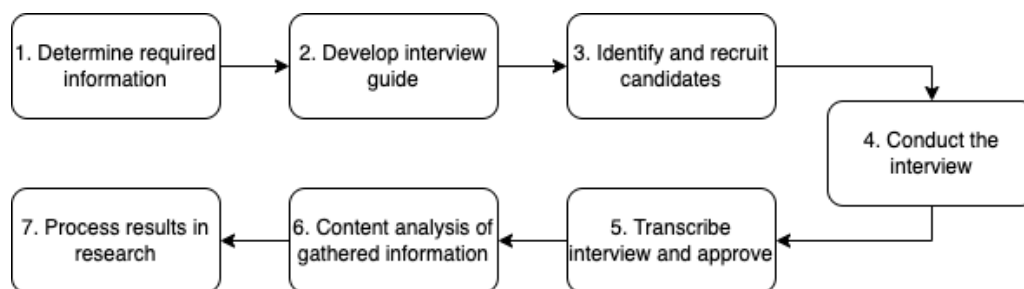 1. Determine required
information
2. Develop interview
guide
3. Identify and recruit
candidates
4. Conduct the
interview
5. Transcribe
interview and approve
6. Content analysis of
gathered information
7. Process results in
research